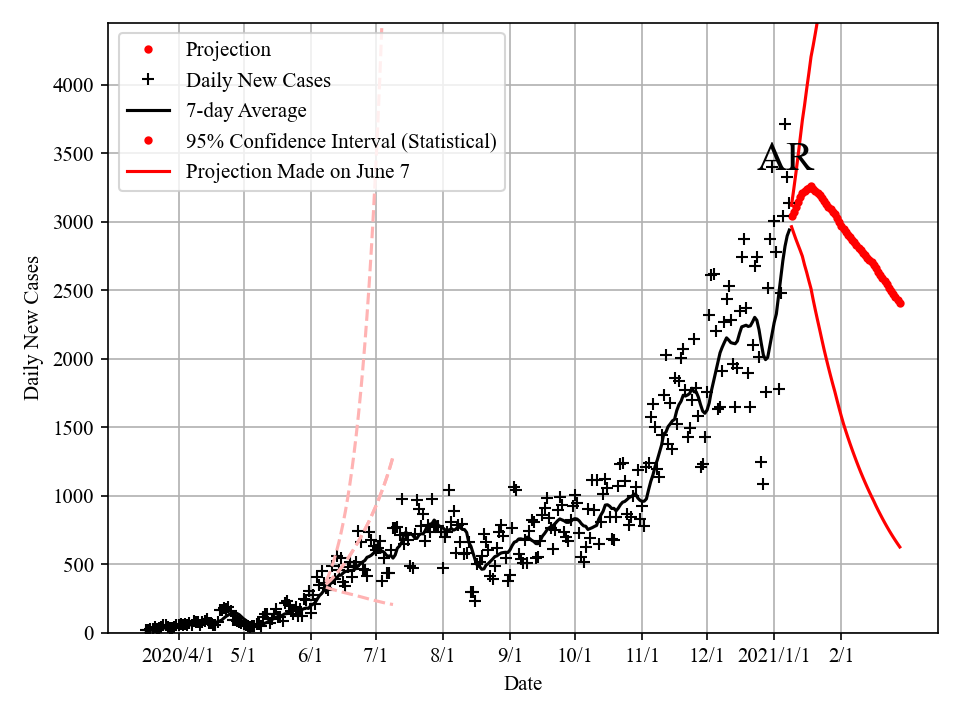 Projection
Daily New Cases
7-day Average
95% Confidence Interval (Statistical)
Projection Made on June 7
AR
4000
3500
3000
2500
2000
1500
1000
500
0
Daily New Cases
2020/4/1 5/1 6/1 7/1 8/1 9/1 10/1 11/1 12/1 2021/1/1 2/1
Date